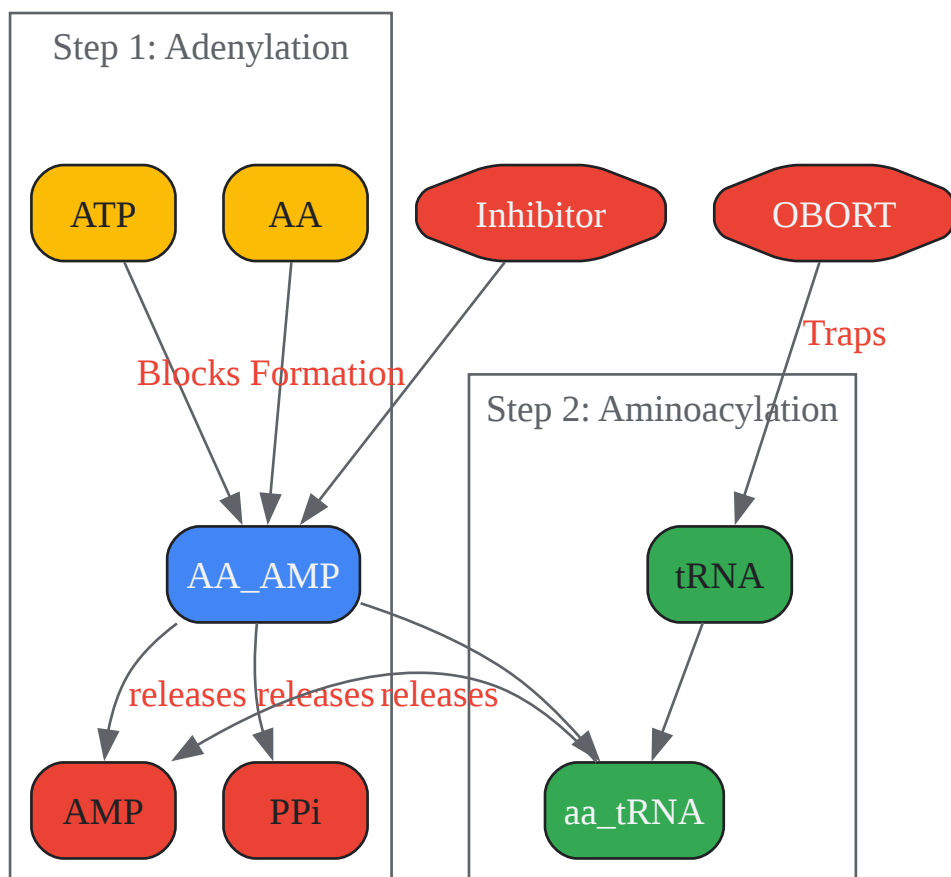 Step 1: Adenylation
ATP
AA
Inhibitor
OBORT
Traps
Blocks Formation
Step 2: Aminoacylation
AA_AMP
tRNA
releases
releases
releases
AMP
PPi
aa_tRNA